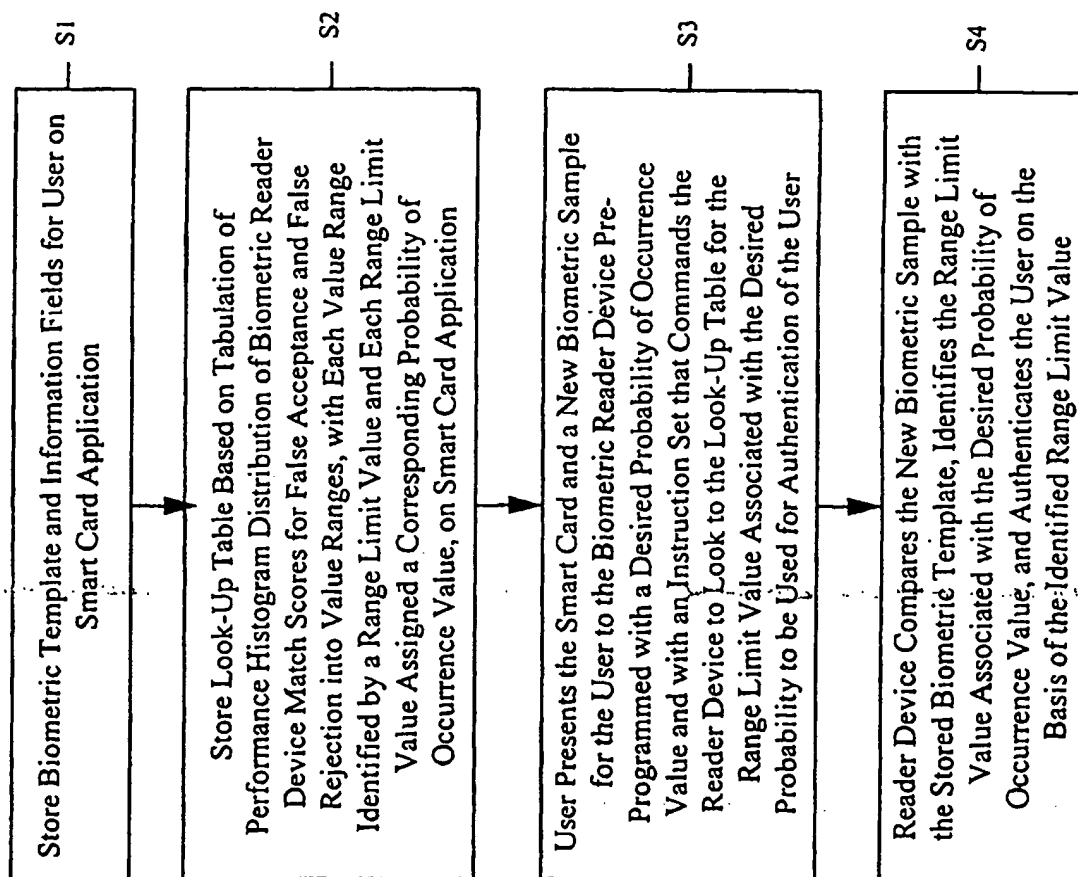 Store Biometric Template and Information Fields for User on
Smart Card Application
S1
Store Look-Up Table Based on Tabulation of
Performance Histogram Distribution of Biometric Reader
Device Match Scores for False Acceptance and False
Rejection into Value Ranges, with Each Value Range
Identified by a Range Limit Value and Each Range Limit
Value Assigned a Corresponding Probability of
Occurrence Value, on Smart Card Application
S2
User Presents the Smart Card and a New Biometric Sample
for the User to the Biometric Reader Device Pre-
Programmed with a Desired Probability of Occurrence
Value and with an Instruction Set that Commands the
Reader Device to Look to the Look-Up Table for the
Range Limit Value Associated with the Desired
Probability to be Used for Authentication of the User
S3
Reader Device Compares the New Biometric Sample with
the Stored Biometric Template, Identifies the Range Limit
Value Associated with the Desired Probability of
Occurrence Value, and Authenticates the User on the
Basis of the Identified Range Limit Value
S4